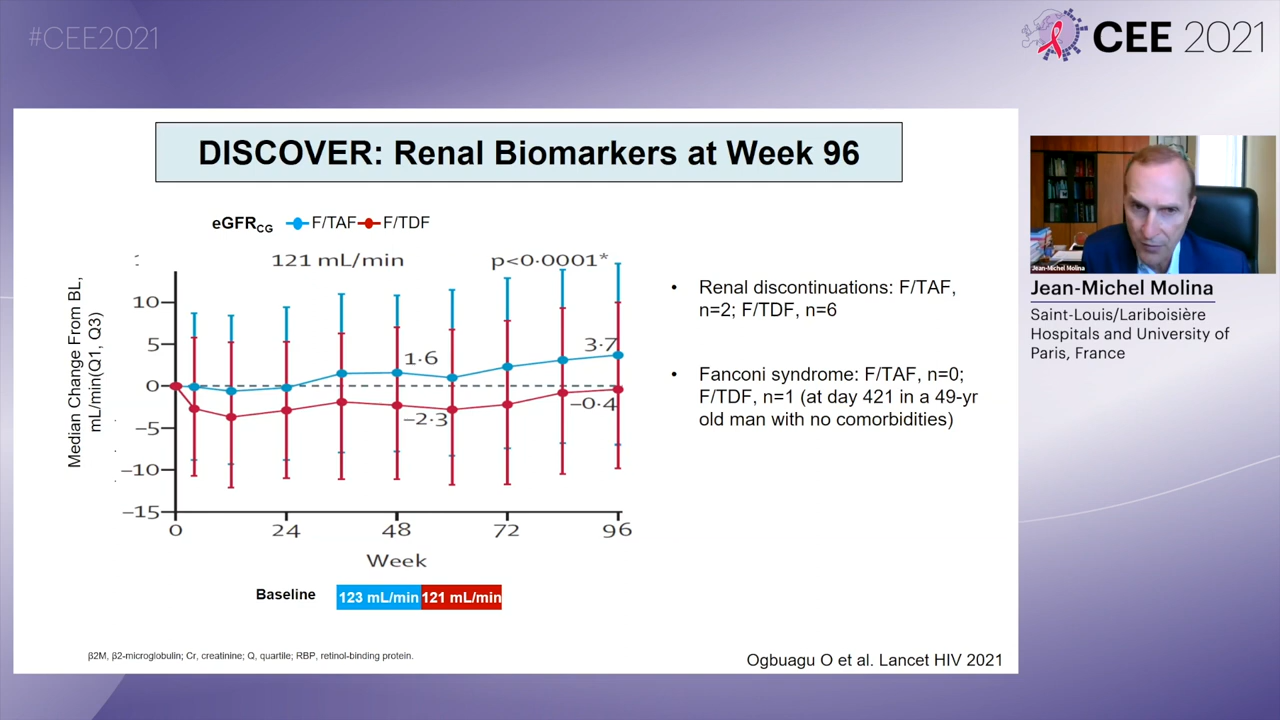 #CEE2021
CEE 2021
DISCOVER: Renal Biomarkers at Week 96
eGFRCG F/TAF F/TDF
121 mL/min p<0·0001*
Median Change From BL,
mL/min(Q1, Q3)
10
5
0
−5
−10
−15
1·6
3·7
−2·3
−0·4
0 24 48 72 96
Week
Baseline 123 mL/min 121 mL/min
• Renal discontinuations: F/TAF,
n=2; F/TDF, n=6
• Fanconi syndrome: F/TAF, n=0;
F/TDF, n=1 (at day 421 in a 49-yr
old man with no comorbidities)
β2M, β2-microglobulin; Cr, creatinine; Q, quartile; RBP, retinol-binding protein.
Ogbuagu O et al. Lancet HIV 2021
Jean-Michel Molina
Jean-Michel Molina
Saint-Louis/Lariboisière
Hospitals and University of
Paris, France